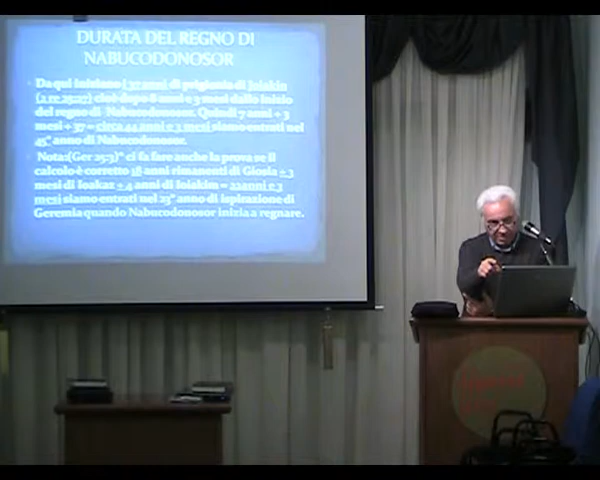 DURATA DEL REGNO DI
NABUCODONOSOR
Da qui iniziano i 37 anni di prigionia di Joiakin
(2 re 25:27) cioè dopo 8 anni e 3 mesi dallo inizio
del regno di Nabucodonosor. Quindi 7 anni + 3
mesi + 37 = circa 44 anni e 3 mesi siamo entrati nel
45° anno di Nabucodonosor.
Nota:(Ger 25:3)" ci fa fare anche la prova se il
calcolo è corretto 18 anni rimanenti di Giosia + 3
mesi di Ioakaz + 4 anni di Ioiakim = 22anni e 3
mesi siamo entrati nel 23° anno di ispirazione di
Geremia quando Nabucodonosor inizia a regnare.